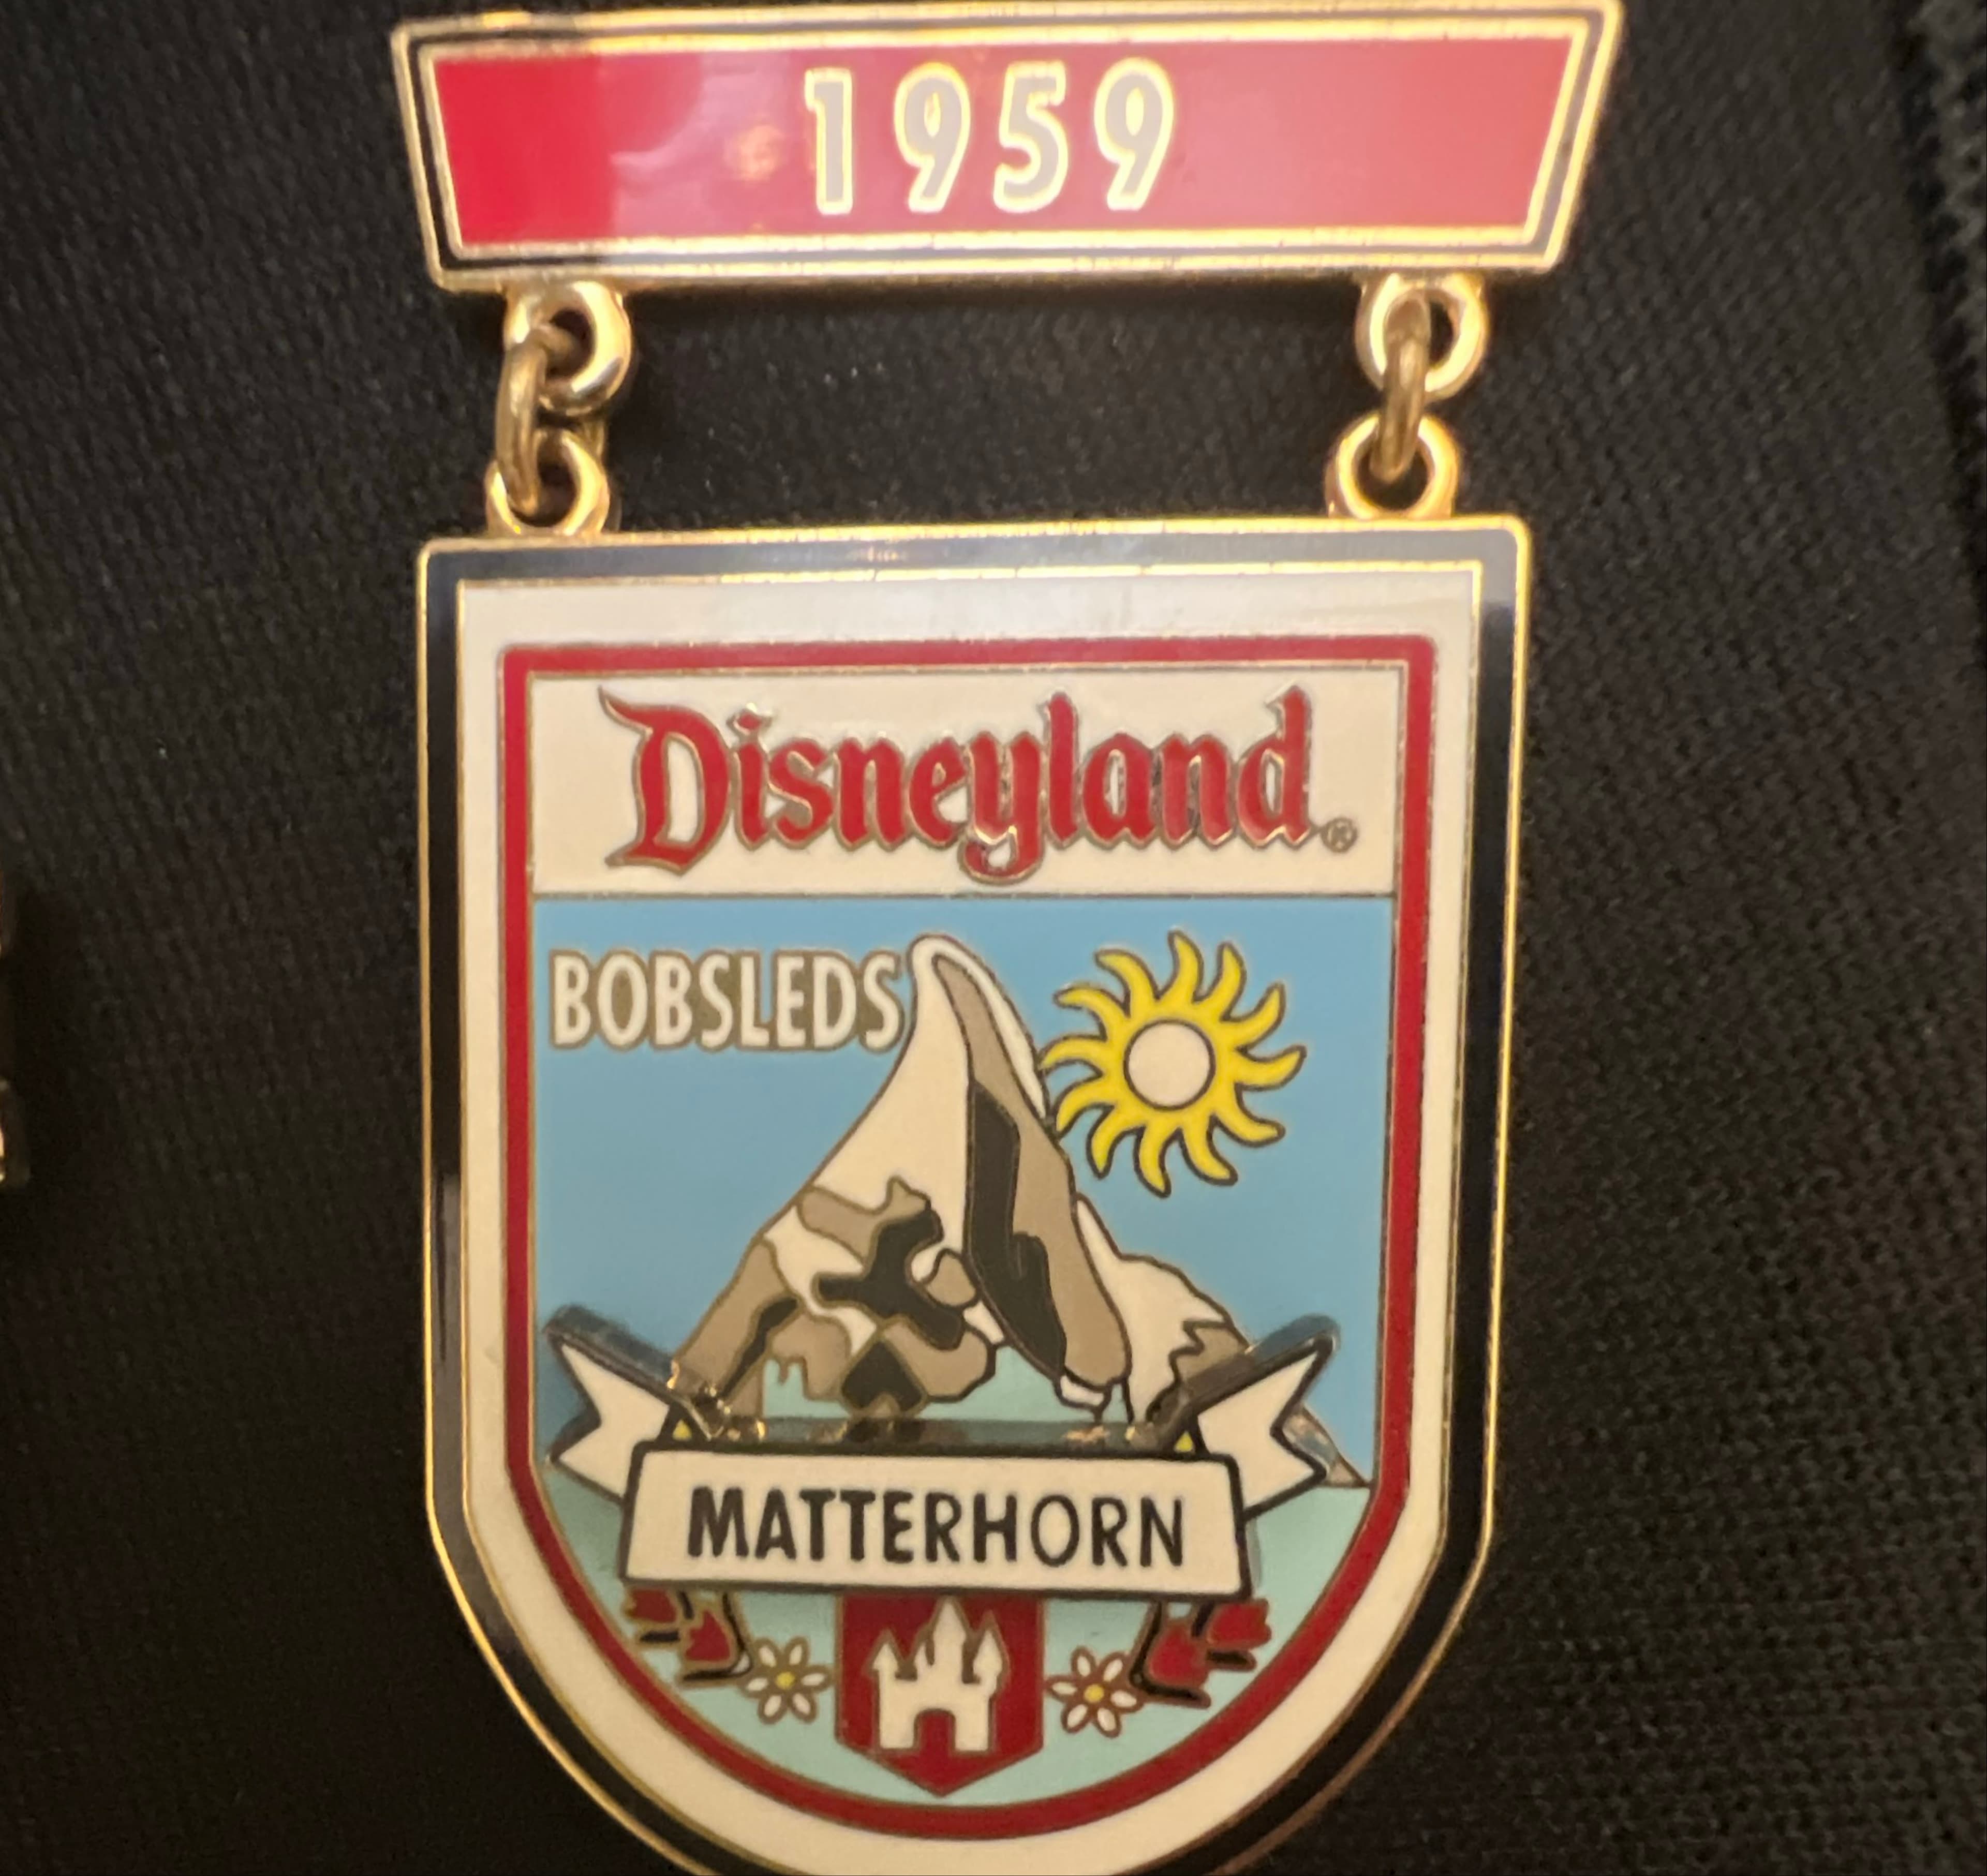 1959
Disneyland®
BOBSLEDS
MATTERHORN